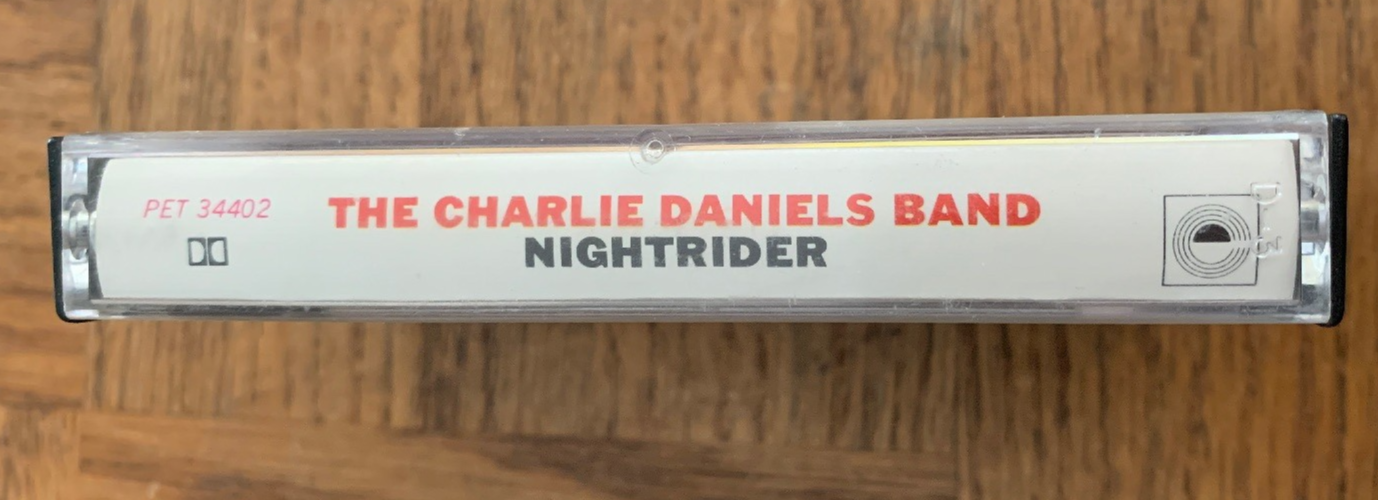 PET 34402
THE CHARLIE DANIELS BAND
NIGHTRIDER